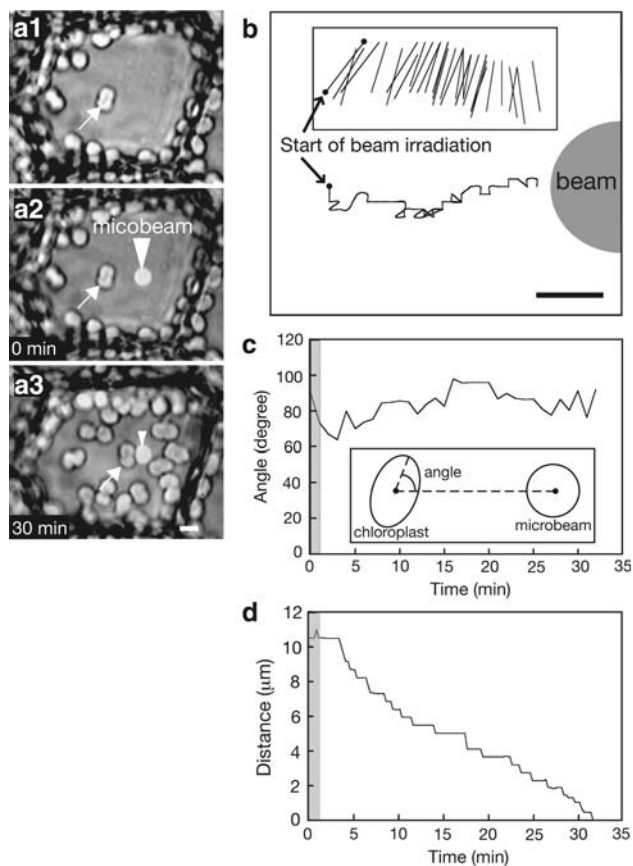 a1
a2
micobeam
0 min
a3
30 min
b
Start of beam irradiation
beam
c
120
100
80
60
40
20
0
Angle (degree)
angle
chloroplast
microbeam
0 5 10 15 20 25 30 35
Time (min)
d
12
10
8
6
4
2
0
Distance (μm)
0 5 10 15 20 25 30 35
Time (min)